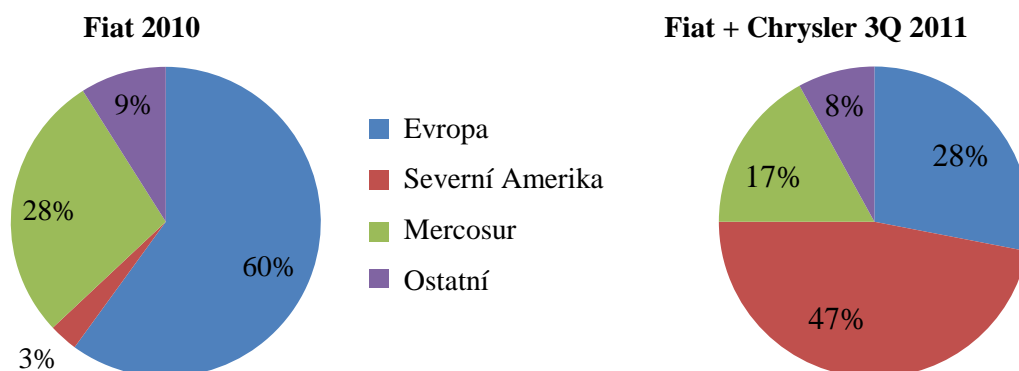 Fiat 2010
Fiat + Chrysler 3Q 2011
9%
28%
60%
3%
Evropa
Severní Amerika
Mercosur
Ostatní
8%
28%
17%
47%